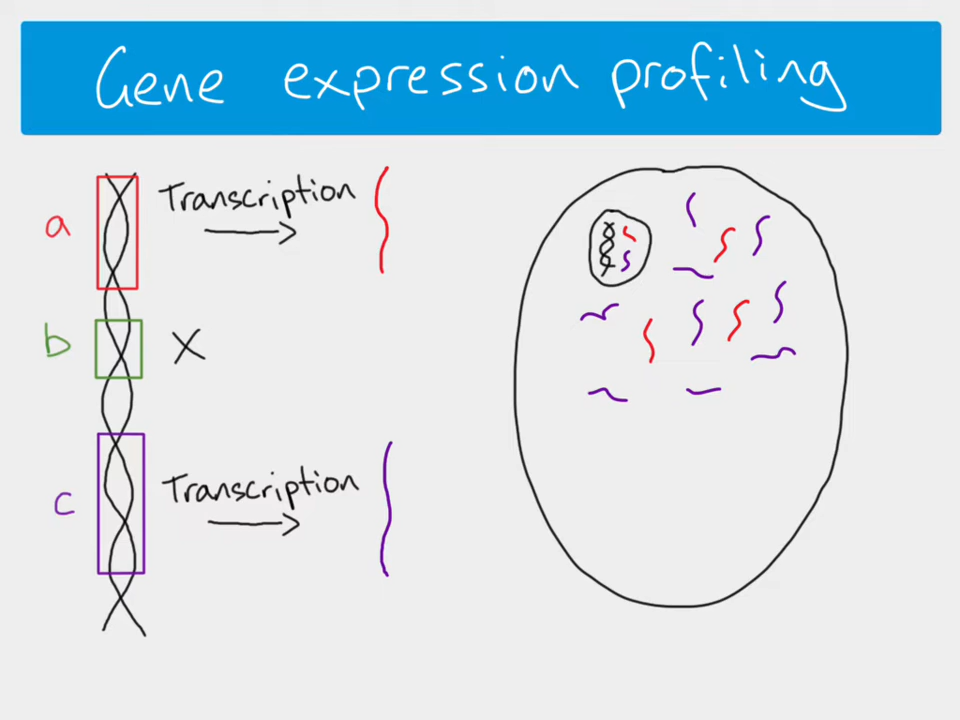 Gene expression profiling
a
Transcription
b
X
c
Transcription